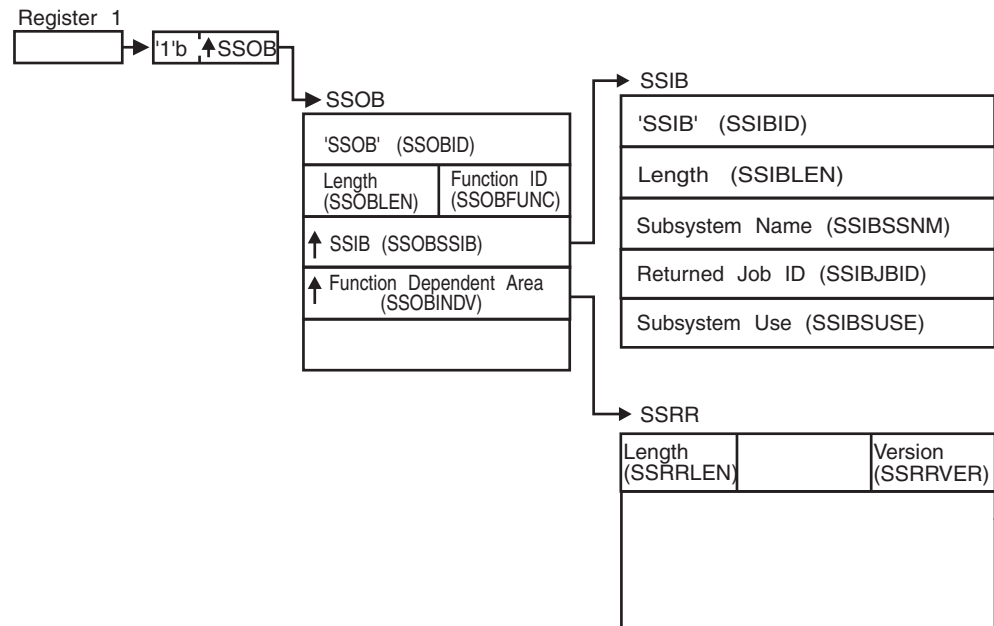 Register 1
'1'b ↑SSOB
SSOB
'SSOB' (SSOBID)
Length
(SSOBLEN)
Function ID
(SSOBFUNC)
↑ SSIB (SSOBSSIB)
↑ Function Dependent Area
(SSOBINDV)
SSIB
'SSIB' (SSIBID)
Length (SSIBLEN)
Subsystem Name (SSIBSSNM)
Returned Job ID (SSIBJBID)
Subsystem Use (SSIBSUSE)
SSRR
Length
(SSRRLEN)
Version
(SSRRVER)